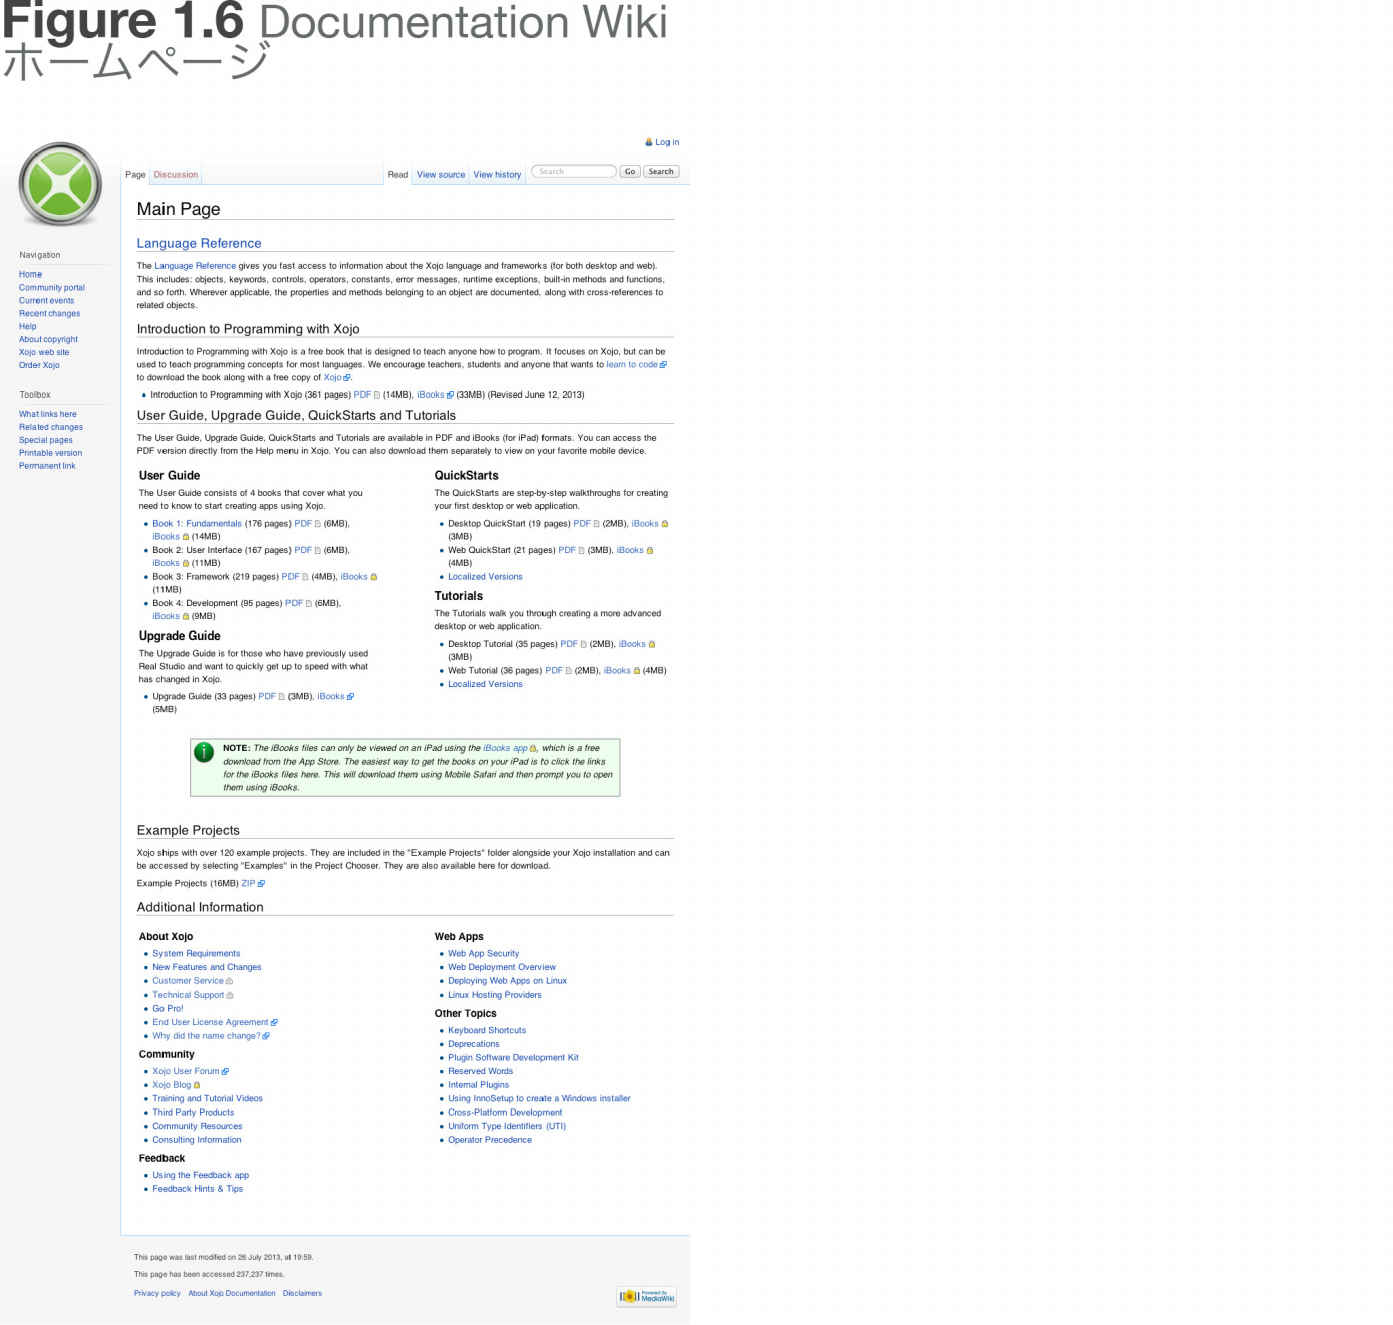 Figure 1.6 Documentation Wiki
ホームページ
Log in
Page Discussion Read View source View history Search Go Search
Main Page
Language Reference
The Language Reference gives you fast access to information about the Xojo language and frameworks (for both desktop and web).
This includes: objects, keywords, controls, operators, constants, error messages, runtime exceptions, built-in methods and functions,
and so forth. Wherever applicable, the properties and methods belonging to an object are documented, along with cross-references to
related objects.
Navigation
Home
Community portal
Current events
Recent changes
Help
About copyright
Xojo web site
Order Xojo
Toolbox
What links here
Related changes
Special pages
Printable version
Permanent link
Introduction to Programming with Xojo
Introduction to Programming with Xojo is a free book that is designed to teach anyone how to program. It focuses on Xojo, but can be
used to teach programming concepts for most languages. We encourage teachers, students and anyone that wants to learn to code
to download the book along with a free copy of Xojo.
Introduction to Programming with Xojo (361 pages) PDF (14MB), iBooks (33MB) (Revised June 12, 2013)
User Guide, Upgrade Guide, QuickStarts and Tutorials
The User Guide, Upgrade Guide, QuickStarts and Tutorials are available in PDF and iBooks (for iPad) formats. You can access the
PDF version directly from the Help menu in Xojo. You can also download them separately to view on your favorite mobile device.
User Guide
The User Guide consists of 4 books that cover what you
need to know to start creating apps using Xojo.
Book 1: Fundamentals (176 pages) PDF (6MB),
iBooks (14MB)
Book 2: User Interface (167 pages) PDF (6MB),
iBooks (11MB)
Book 3: Framework (219 pages) PDF (4MB), iBooks
(11MB)
Book 4: Development (95 pages) PDF (6MB),
iBooks (9MB)
Upgrade Guide
The Upgrade Guide is for those who have previously used
Real Studio and want to quickly get up to speed with what
has changed in Xojo.
Upgrade Guide (33 pages) PDF (3MB), iBooks
(5MB)
QuickStarts
The QuickStarts are step-by-step walkthroughs for creating
your first desktop or web application.
Desktop QuickStart (19 pages) PDF (2MB), iBooks
(3MB)
Web QuickStart (21 pages) PDF (3MB), iBooks
(4MB)
Localized Versions
Tutorials
The Tutorials walk you through creating a more advanced
desktop or web application.
Desktop Tutorial (35 pages) PDF (2MB), iBooks
(3MB)
Web Tutorial (36 pages) PDF (2MB), iBooks (4MB)
Localized Versions
NOTE: The iBooks files can only be viewed on an iPad using the iBooks app, which is a free
download from the App Store. The easiest way to get the books on your iPad is to click the links
for the iBooks files here. This will download them using Mobile Safari and then prompt you to open
them using iBooks.
Example Projects
Xojo ships with over 120 example projects. They are included in the "Example Projects" folder alongside your Xojo installation and can
be accessed by selecting "Examples" in the Project Chooser. They are also available here for download.
Example Projects (16MB) ZIP
Additional Information
About Xojo
System Requirements
New Features and Changes
Customer Service
Technical Support
Go Pro!
End User License Agreement
Why did the name change?
Community
Xojo User Forum
Xojo Blog
Training and Tutorial Videos
Third Party Products
Community Resources
Consulting Information
Feedback
Using the Feedback app
Feedback Hints & Tips
Web Apps
Web App Security
Web Deployment Overview
Deploying Web Apps on Linux
Linux Hosting Providers
Other Topics
Keyboard Shortcuts
Deprecations
Plugin Software Development Kit
Reserved Words
Internal Plugins
Using InnoSetup to create a Windows installer
Cross-Platform Development
Uniform Type Identifiers (UTI)
Operator Precedence
This page was last modified on 26 July 2013, at 19:59.
This page has been accessed 237,237 times.
Privacy policy About Xojo Documentation Disclaimers
Powered By
MediaWiki